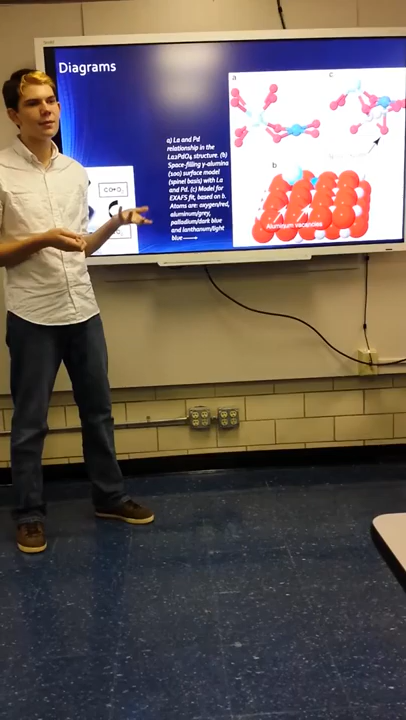 Diagrams
a
c
a) La and Pd
relationship in the
La₂PdO₄ structure. (b)
Space-filling γ-alumina
(100) surface model
(spinel basis) with La
and Pd. (c) Model for
EXAFS fit, based on b.
Atoms are: oxygen/red,
aluminum/grey,
palladium/dark blue
and lanthanum/light
blue
b
Aluminum vacancies
CO+O₂